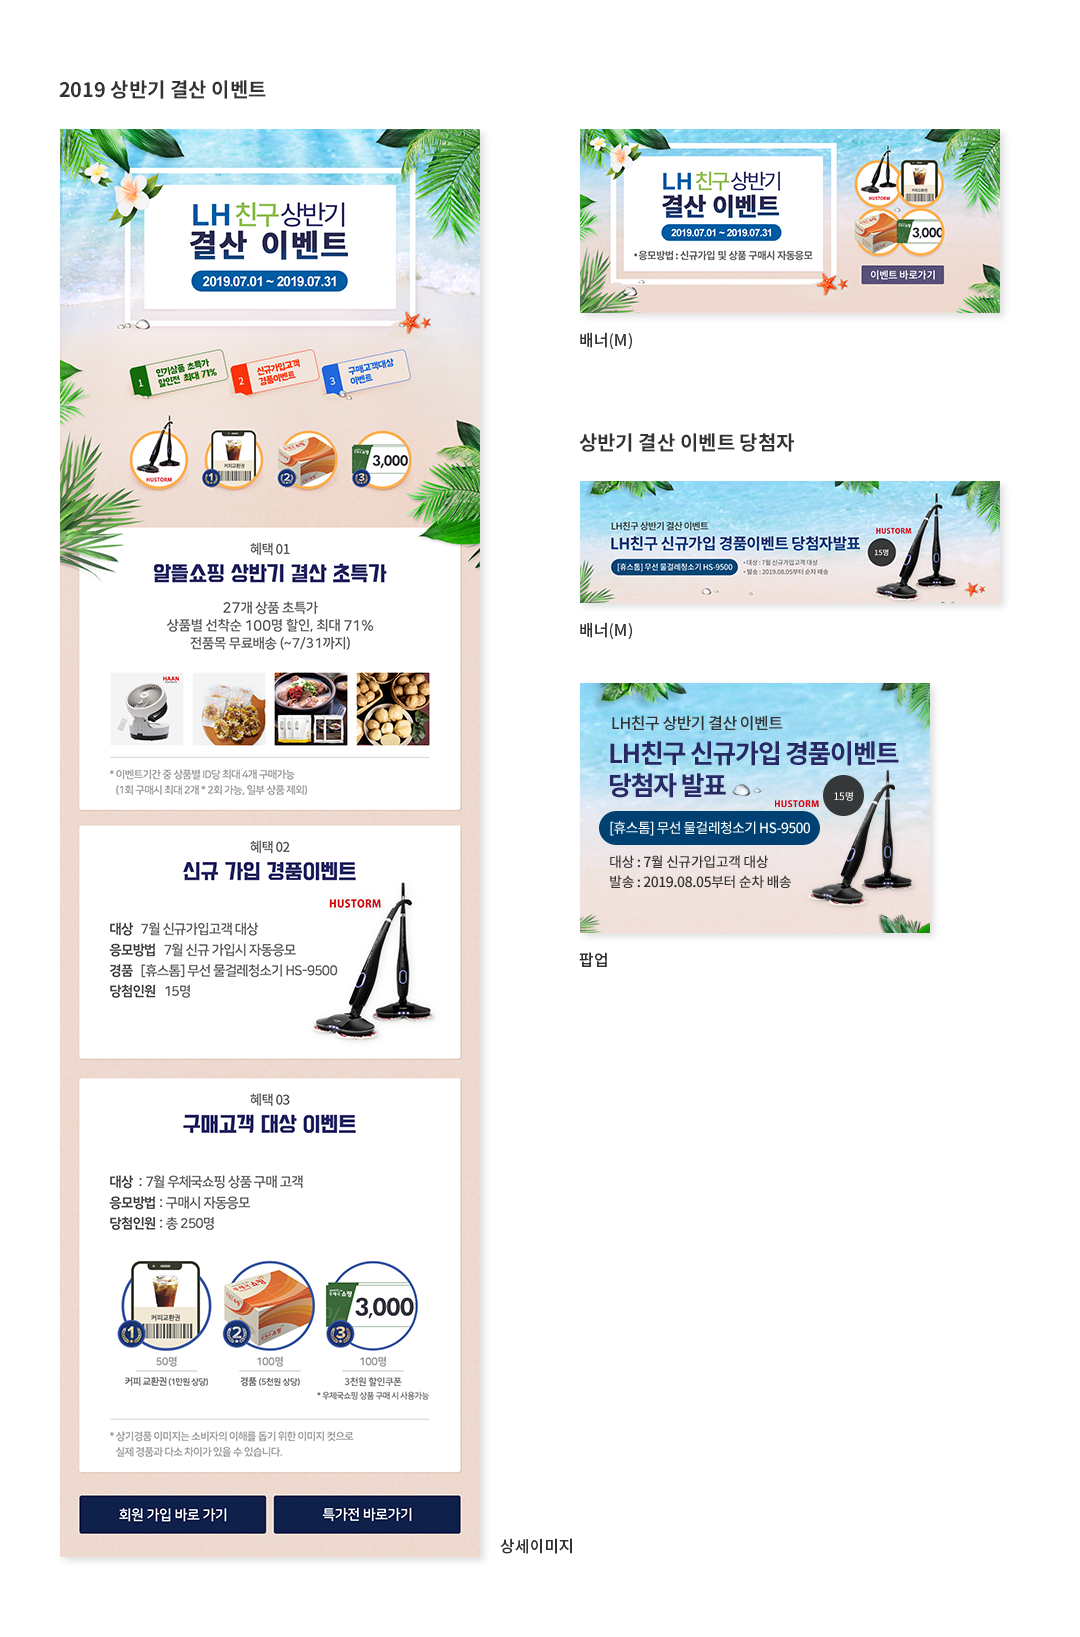 2019 상반기 결산 이벤트
LH 친구 상반기
결산 이벤트
2019.07.01 ~ 2019.07.31
1 인기상품 초특가
할인전 최대 71%
2 신규가입고객
경품이벤트
3 구매고객대상
이벤트
HUSTORM
커피교환권
1
2
3
3,000
혜택 01
알뜰쇼핑 상반기 결산 초특가
27개 상품 초특가
상품별 선착순 100명 할인, 최대 71%
전품목 무료배송 (~7/31까지)
HAAN
* 이벤트기간 중 상품별 ID당 최대 4개 구매가능
(1회 구매시 최대 2개 * 2회 가능, 일부 상품 제외)
혜택 02
신규 가입 경품이벤트
HUSTORM
대상 7월 신규가입고객 대상
응모방법 7월 신규 가입시 자동응모
경품 [휴스톰] 무선 물걸레청소기 HS-9500
당첨인원 15명
혜택 03
구매고객 대상 이벤트
대상 : 7월 우체국쇼핑 상품 구매 고객
응모방법 : 구매시 자동응모
당첨인원 : 총 250명
커피교환권
우체국쇼핑
우체국쇼핑
3,000
1
2
3
50명
100명
100명
커피 교환권 (1만원 상당)
경품 (5천원 상당)
3천원 할인쿠폰
* 우체국쇼핑 상품 구매 시 사용가능
* 상기경품 이미지는 소비자의 이해를 돕기 위한 이미지 컷으로
실제 경품과 다소 차이가 있을 수 있습니다.
회원 가입 바로 가기
특가전 바로가기
상세이미지
LH 친구 상반기
결산 이벤트
2019.07.01 ~ 2019.07.31
• 응모방법 : 신규가입 및 상품 구매시 자동응모
HUSTORM
커피교환권
3,000
이벤트 바로가기
배너(M)
상반기 결산 이벤트 당첨자
LH친구 상반기 결산 이벤트
LH친구 신규가입 경품이벤트 당첨자발표
[휴스톰] 무선 물걸레청소기 HS-9500
• 대상 : 7월 신규가입고객 대상
• 발송 : 2019.08.05부터 순차 배송
15명
HUSTORM
배너(M)
LH친구 상반기 결산 이벤트
LH친구 신규가입 경품이벤트
당첨자 발표
HUSTORM
15명
[휴스톰] 무선 물걸레청소기 HS-9500
대상 : 7월 신규가입고객 대상
발송 : 2019.08.05부터 순차 배송
팝업